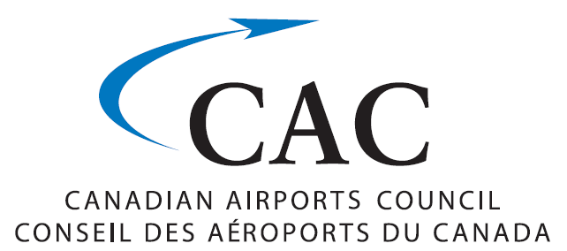 CAC
CANADIAN AIRPORTS COUNCIL
CONSEIL DES AÉROPORTS DU CANADA